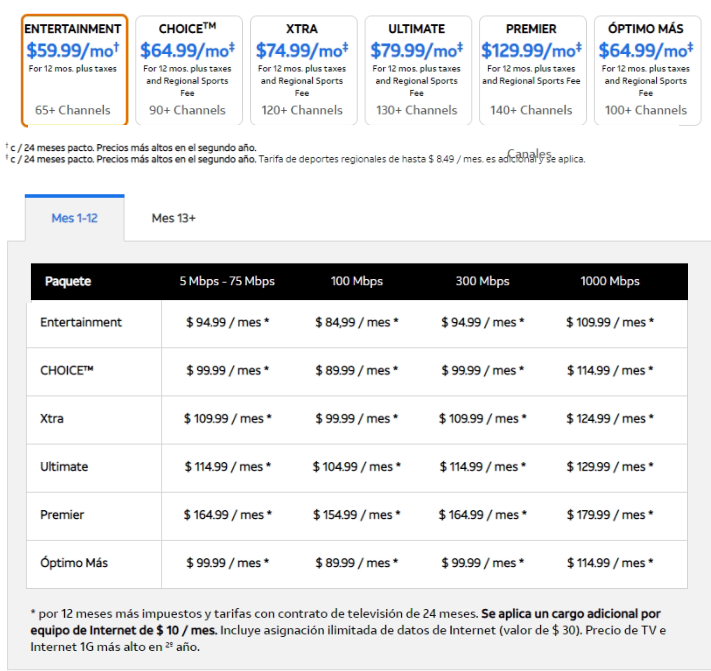 ENTERTAINMENT
$59.99/mo†
For 12 mos. plus taxes
65+ Channels
CHOICE™
$64.99/mo‡
For 12 mos. plus taxes
and Regional Sports
Fee
90+ Channels
XTRA
$74.99/mo‡
For 12 mos. plus taxes
and Regional Sports
Fee
120+ Channels
ULTIMATE
$79.99/mo‡
For 12 mos. plus taxes
and Regional Sports
Fee
130+ Channels
PREMIER
$129.99/mo‡
For 12 mos. plus taxes
and Regional Sports Fee
140+ Channels
ÓPTIMO MÁS
$64.99/mo‡
For 12 mos. plus taxes
and Regional Sports
Fee
100+ Channels
† c / 24 meses pacto. Precios más altos en el segundo año.
Canales
‡ c / 24 meses pacto. Precios más altos en el segundo año. Tarifa de deportes regionales de hasta $ 8.49 / mes. es adicional y se aplica.
Mes 1-12 Mes 13+
Paquete 5 Mbps - 75 Mbps 100 Mbps 300 Mbps 1000 Mbps
Entertainment $ 94.99 / mes * $ 84,99 / mes * $ 94.99 / mes * $ 109.99 / mes *
CHOICE™ $ 99.99 / mes * $ 89.99 / mes * $ 99.99 / mes * $ 114.99 / mes *
Xtra $ 109.99 / mes * $ 99.99 / mes * $ 109.99 / mes * $ 124.99 / mes *
Ultimate $ 114.99 / mes * $ 104.99 / mes * $ 114.99 / mes * $ 129.99 / mes *
Premier $ 164.99 / mes * $ 154.99 / mes * $ 164.99 / mes * $ 179.99 / mes *
Óptimo Más $ 99.99 / mes * $ 89.99 / mes * $ 99.99 / mes * $ 114.99 / mes *
* por 12 meses más impuestos y tarifas con contrato de televisión de 24 meses. Se aplica un cargo adicional por
equipo de Internet de $ 10 / mes. Incluye asignación ilimitada de datos de Internet (valor de $ 30). Precio de TV e
Internet 1G más alto en 2º año.